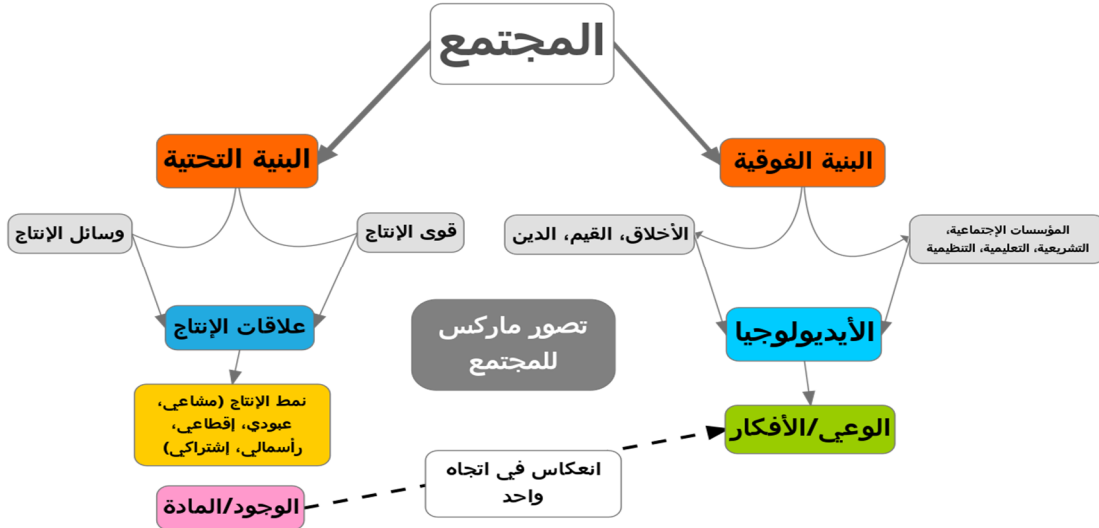 المجتمع
البنية الفوقية
البنية التحتية
المؤسسات الإجتماعية،
التشريعية، التعليمية، التنظيمية
الأخلاق، القيم، الدين
قوى الإنتاج
وسائل الإنتاج
الأيديولوجيا
علاقات الإنتاج
تصور ماركس
للمجتمع
نمط الإنتاج (مشاعي،
عبودي، إقطاعي،
رأسمالي، إشتراكي)
الوعي/الأفكار
انعكاس في اتجاه
واحد
الوجود/المادة